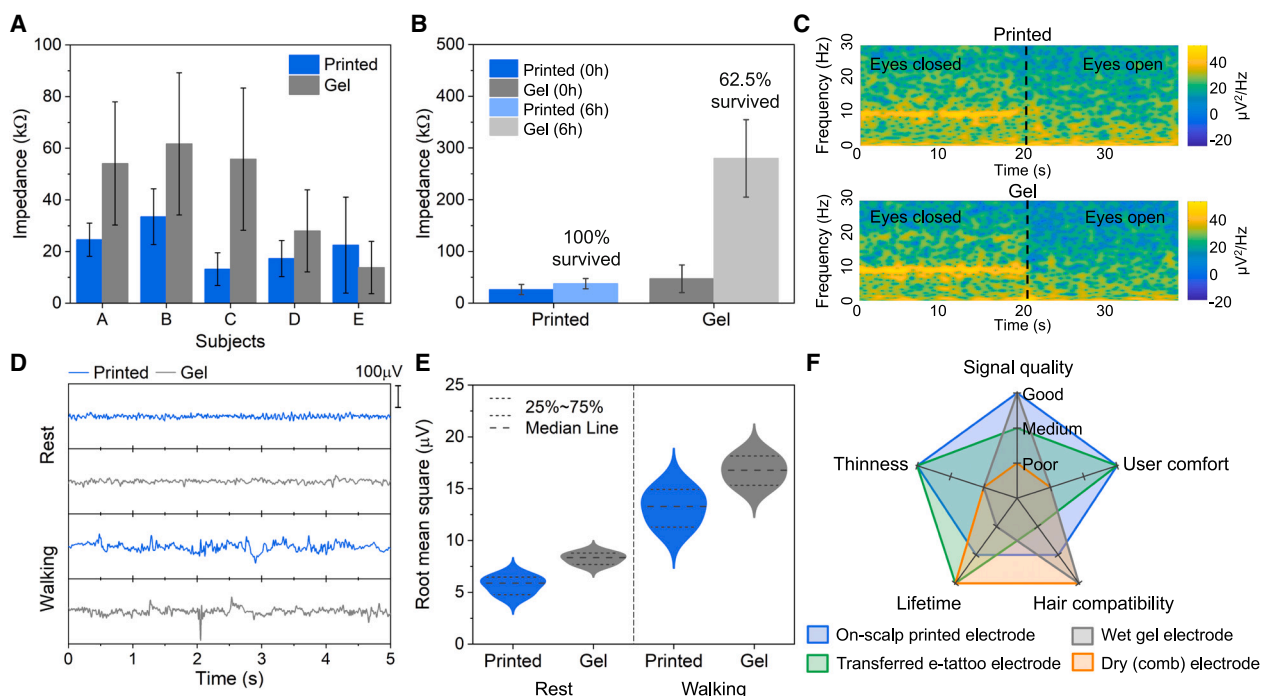 A
100
80
60
40
20
0
Impedance (kΩ)
Printed
Gel
A B C D E
Subjects
B
500
400
300
200
100
0
Impedance (kΩ)
Printed (0h)
Gel (0h)
Printed (6h)
Gel (6h)
62.5%
survived
100%
survived
Printed Gel
C
Printed
Frequency (Hz)
30
20
10
0
Eyes closed Eyes open
0 10 20 30
Time (s)
40
20
0
-20
μV²/Hz
Gel
Frequency (Hz)
30
20
10
0
Eyes closed Eyes open
0 10 20 30
Time (s)
40
20
0
-20
μV²/Hz
D
Printed Gel 100μV
Rest
Walking
0 1 2 3 4 5
Time (s)
E
25
20
15
10
5
0
Root mean square (μV)
25%~75%
Median Line
Printed Gel Printed Gel
Rest Walking
F
Signal quality
Good
Medium
Poor
Thinness
User comfort
Lifetime
Hair compatibility
On-scalp printed electrode
Wet gel electrode
Transferred e-tattoo electrode
Dry (comb) electrode